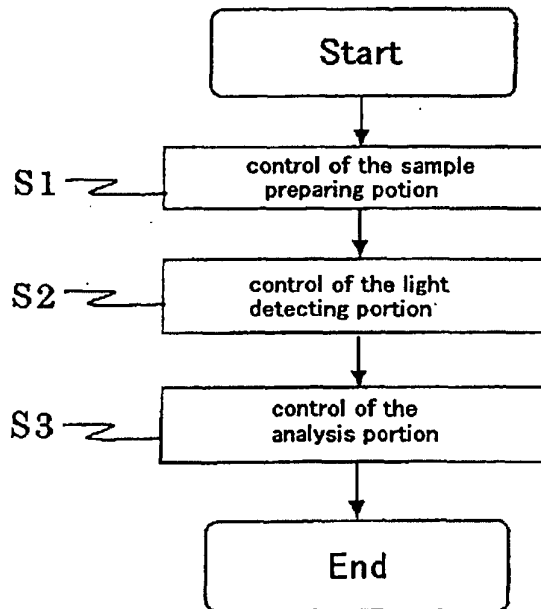 Start
S1
control of the sample
preparing potion
S2
control of the light
detecting portion
S3
control of the
analysis portion
End